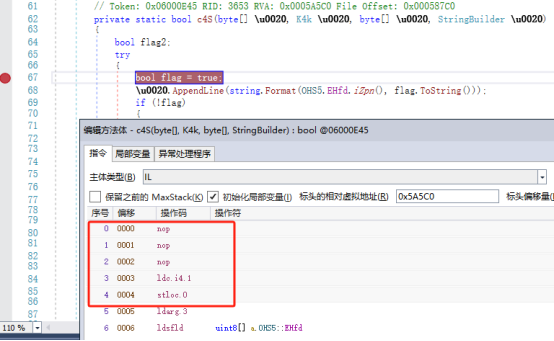 61 // Token: 0x06000E45 RID: 3653 RVA: 0x0005A5C0 File Offset: 0x000587C0
62 private static bool c4S(byte[] \u0020, K4k \u0020, byte[] \u0020, StringBuilder \u0020)
63 {
64 bool flag2;
65 try
66 {
67 bool flag = true;
68 \u0020.AppendLine(string.Format(OHS5.EHfd.iZpn(), flag.ToString()));
69 if (!flag)
70 {
71
72
73
74
75
76
77
78
79
80
81
82
83
84
85
86
87
88
编辑方法体 - c4S(byte[], K4k, byte[], StringBuilder) : bool @06000E45
指令 局部变量 异常处理程序
主体类型(B) IL
保留之前的 MaxStack(K) 初始化局部变量(I) 标头的相对虚拟地址(R) 0x5A5C0 标头偏移量
序号 偏移 操作码 操作符
0 0000 nop
1 0001 nop
2 0002 nop
3 0003 ldc.i4.1
4 0004 stloc.0
5 0005 ldarg.3
6 0006 ldsfld uint8[] a.OHS5::EHfd
110 %